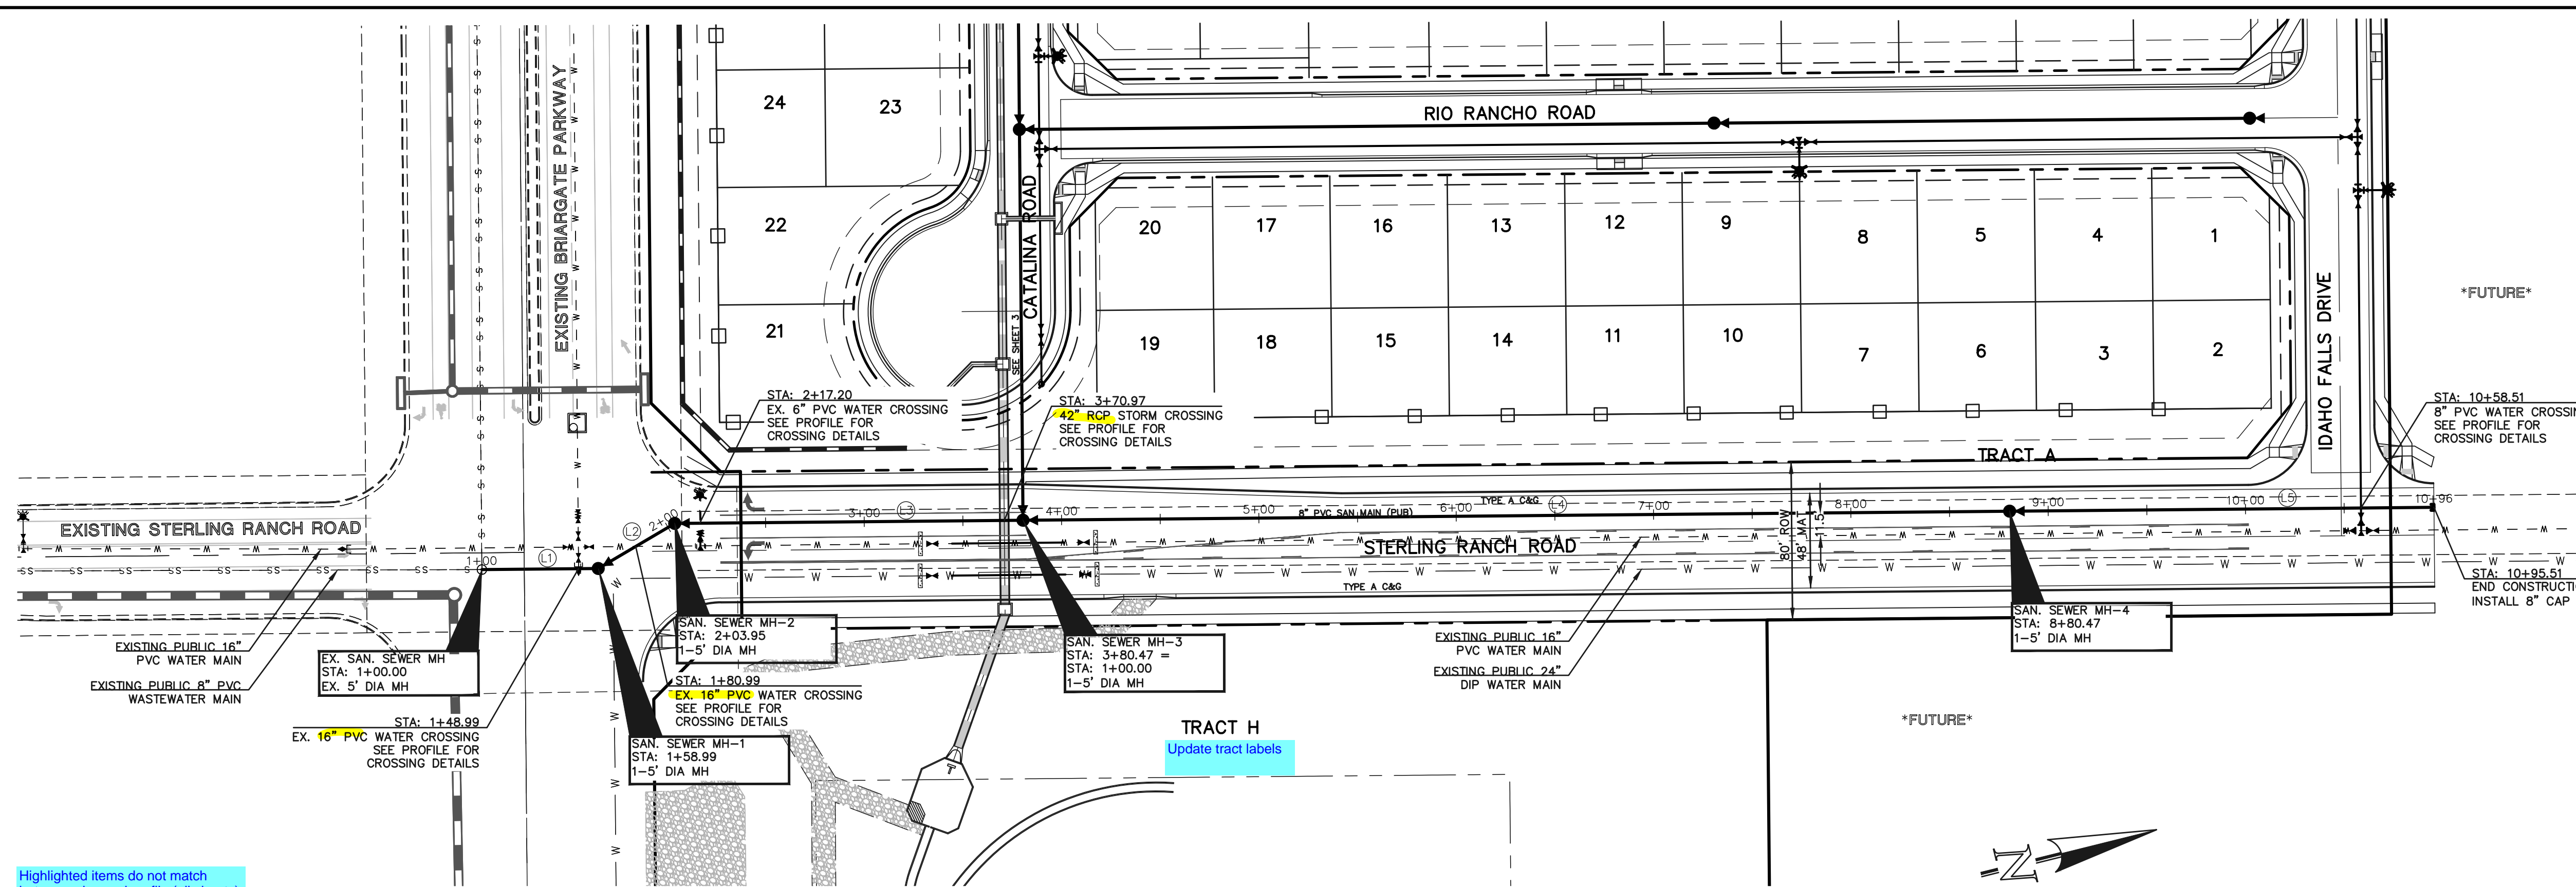 EXISTING BRIARGATE PARKWAY
24
23
22
21
RIO RANCHO ROAD
CATALINA ROAD
SEE SHEET 3
20
17
16
13
12
9
8
5
4
1
19
18
15
14
11
10
7
6
3
2
IDAHO FALLS DRIVE
*FUTURE*
STA: 2+17.20
EX. 6" PVC WATER CROSSING
SEE PROFILE FOR
CROSSING DETAILS
STA: 3+70.97
42" RCP STORM CROSSING
SEE PROFILE FOR
CROSSING DETAILS
STA: 10+58.51
8" PVC WATER CROSSIN
SEE PROFILE FOR
CROSSING DETAILS
TRACT A
EXISTING STERLING RANCH ROAD
1+00
L1
L2
2+00
3+00
L3
4+00
5+00
6+00
L4
7+00
8+00
9+00
10+00
L5
10+96
TYPE A C&G
8" PVC SAN MAIN (PUB)
STERLING RANCH ROAD
80' ROW
48' MAT
11.5'
TYPE A C&G
STA: 10+95.51
END CONSTRUCTI
INSTALL 8" CAP
EXISTING PUBLIC 16"
PVC WATER MAIN
EXISTING PUBLIC 8" PVC
WASTEWATER MAIN
EX. SAN. SEWER MH
STA: 1+00.00
EX. 5' DIA MH
STA: 1+48.99
EX. 16" PVC WATER CROSSING
SEE PROFILE FOR
CROSSING DETAILS
SAN. SEWER MH-2
STA: 2+03.95
1-5' DIA MH
STA: 1+80.99
EX. 16" PVC WATER CROSSING
SEE PROFILE FOR
CROSSING DETAILS
SAN. SEWER MH-1
STA: 1+58.99
1-5' DIA MH
SAN. SEWER MH-3
STA: 3+80.47 =
STA: 1+00.00
1-5' DIA MH
EXISTING PUBLIC 16"
PVC WATER MAIN
EXISTING PUBLIC 24"
DIP WATER MAIN
SAN. SEWER MH-4
STA: 8+80.47
1-5' DIA MH
TRACT H
Update tract labels
*FUTURE*
N
Highlighted items do not match